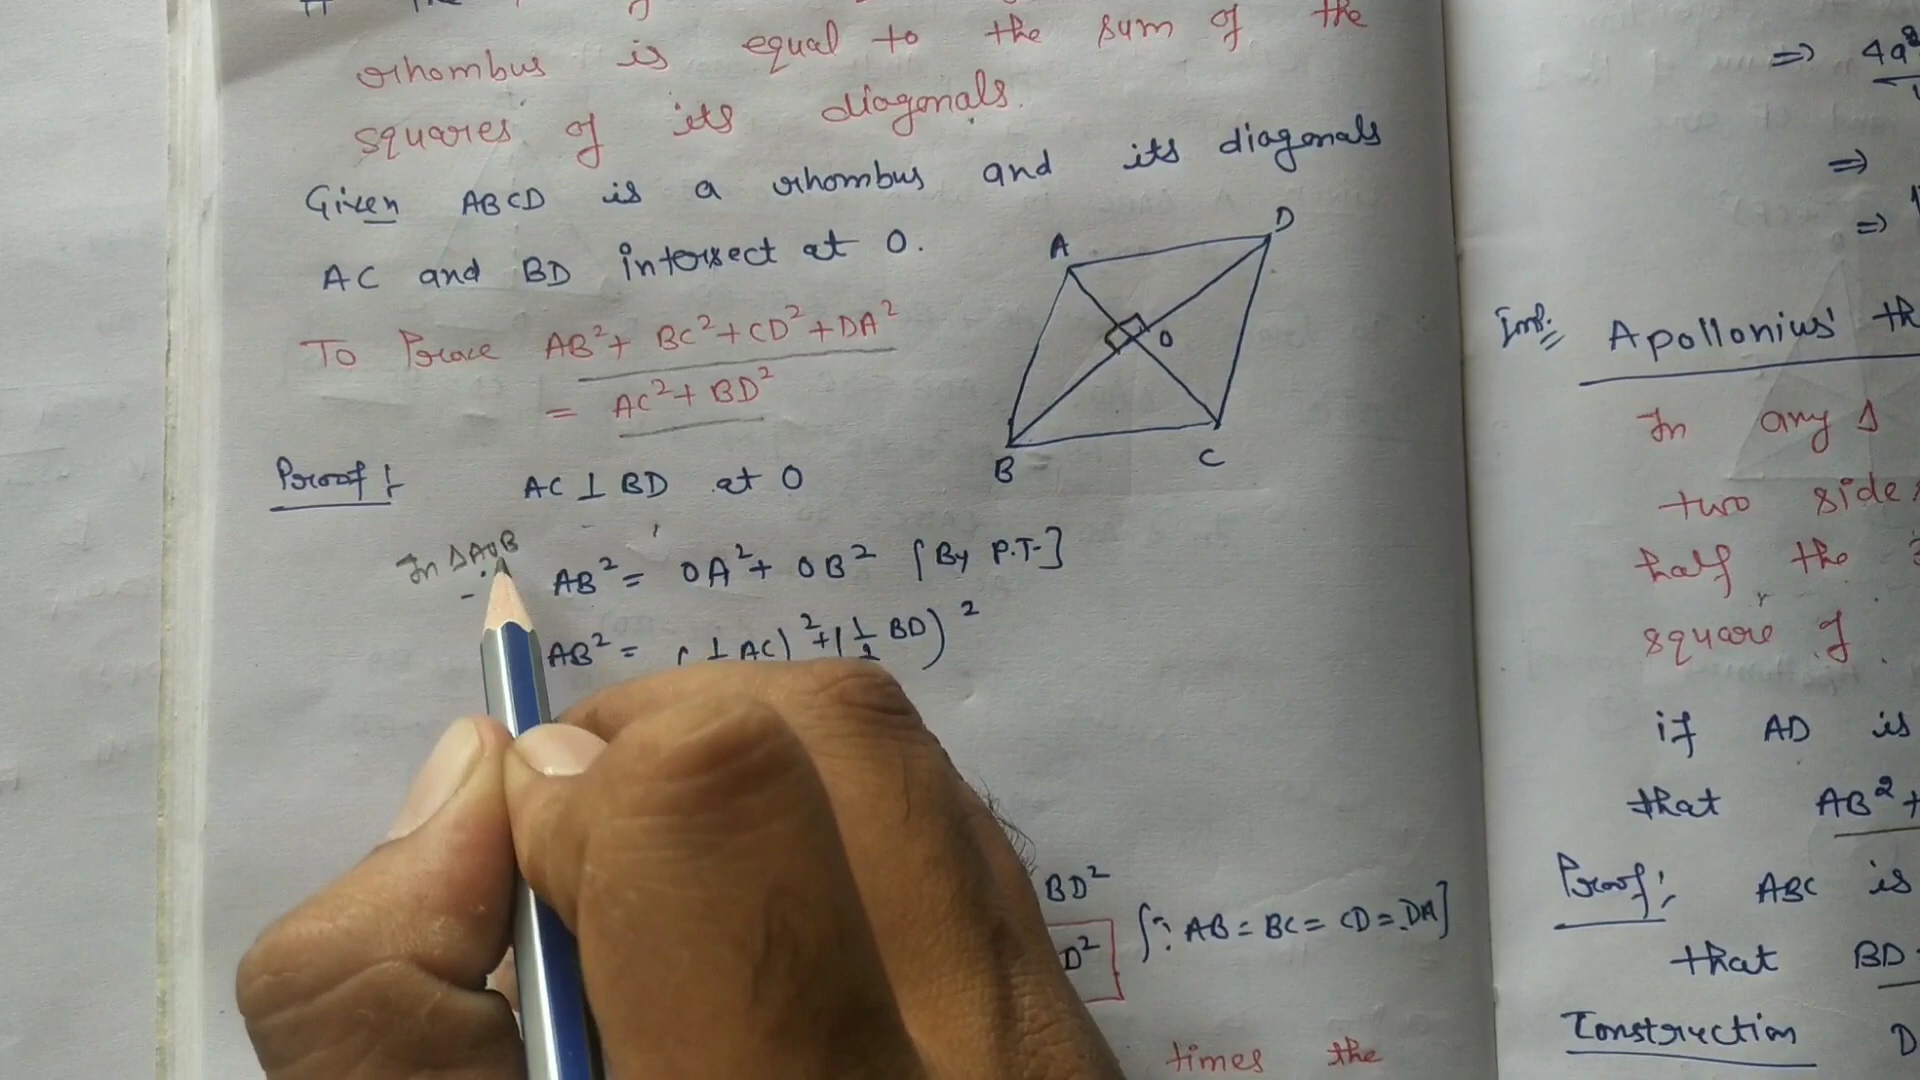 rhombus is equal to the sum of the
squares of its diagonals.
Given ABCD is a rhombus and its diagonals
AC and BD intersect at O.
To Prove AB²+ BC²+CD²+DA²
= AC²+ BD²
A
D
O
B
C
Proof :- AC ⊥ BD at O
In ΔAOB AB² = OA²+ OB² [By P.T.]
AB² = (1/2 AC)²+(1/2 BD)²
BD²
D² [∵ AB = BC = CD = DA]
times the
⇒ 4a²
⇒
⇒
Imp. Apollonius'
In any Δ
two side
half the
square of
if AD is
that AB²+
Proof :- ABC is
that BD
Construction D